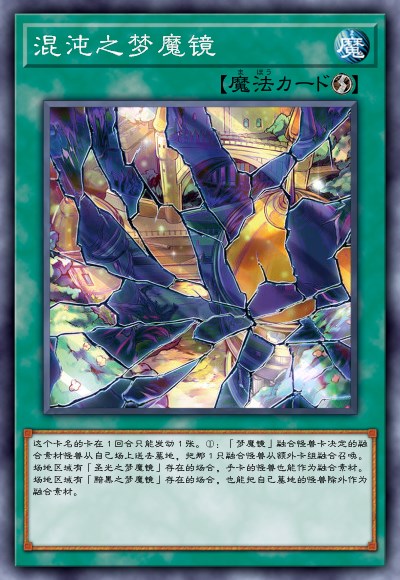 混沌之梦魔镜
魔
【魔法カード】
まほう
这个卡名的卡在1回合只能发动1张。①：「梦魔镜」融合怪兽卡决定的融
合素材怪兽从自己场上送去墓地，把那1只融合怪兽从额外卡组融合召唤。
场地区域有「圣光之梦魔镜」存在的场合，手卡的怪兽也能作为融合素材。
场地区域有「黯黑之梦魔镜」存在的场合，也能把自己墓地的怪兽除外作为
融合素材。